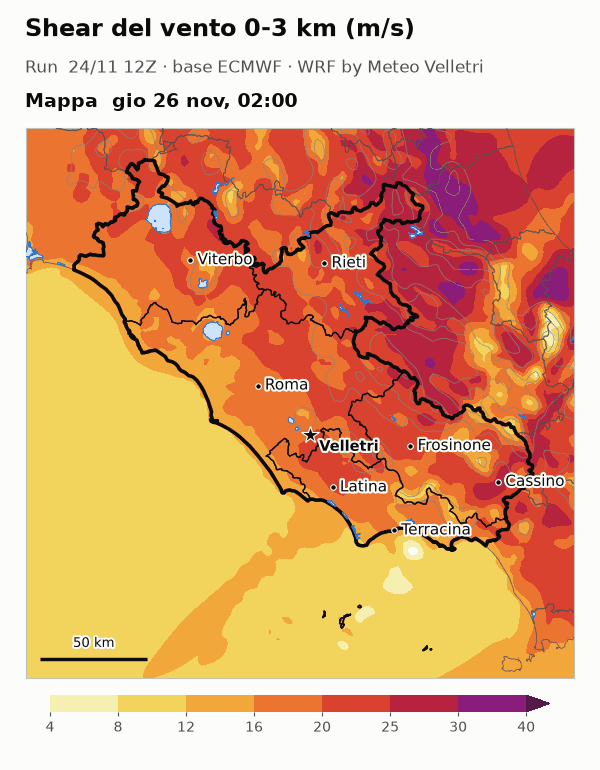 Shear del vento 0-3 km (m/s)
Run  24/11 12Z · base ECMWF · WRF by Meteo Velletri
Mappa  gio 26 nov, 02:00
Viterbo
Rieti
Roma
Velletri
Frosinone
Latina
Cassino
Terracina
50 km
4 8 12 16 20 25 30 40